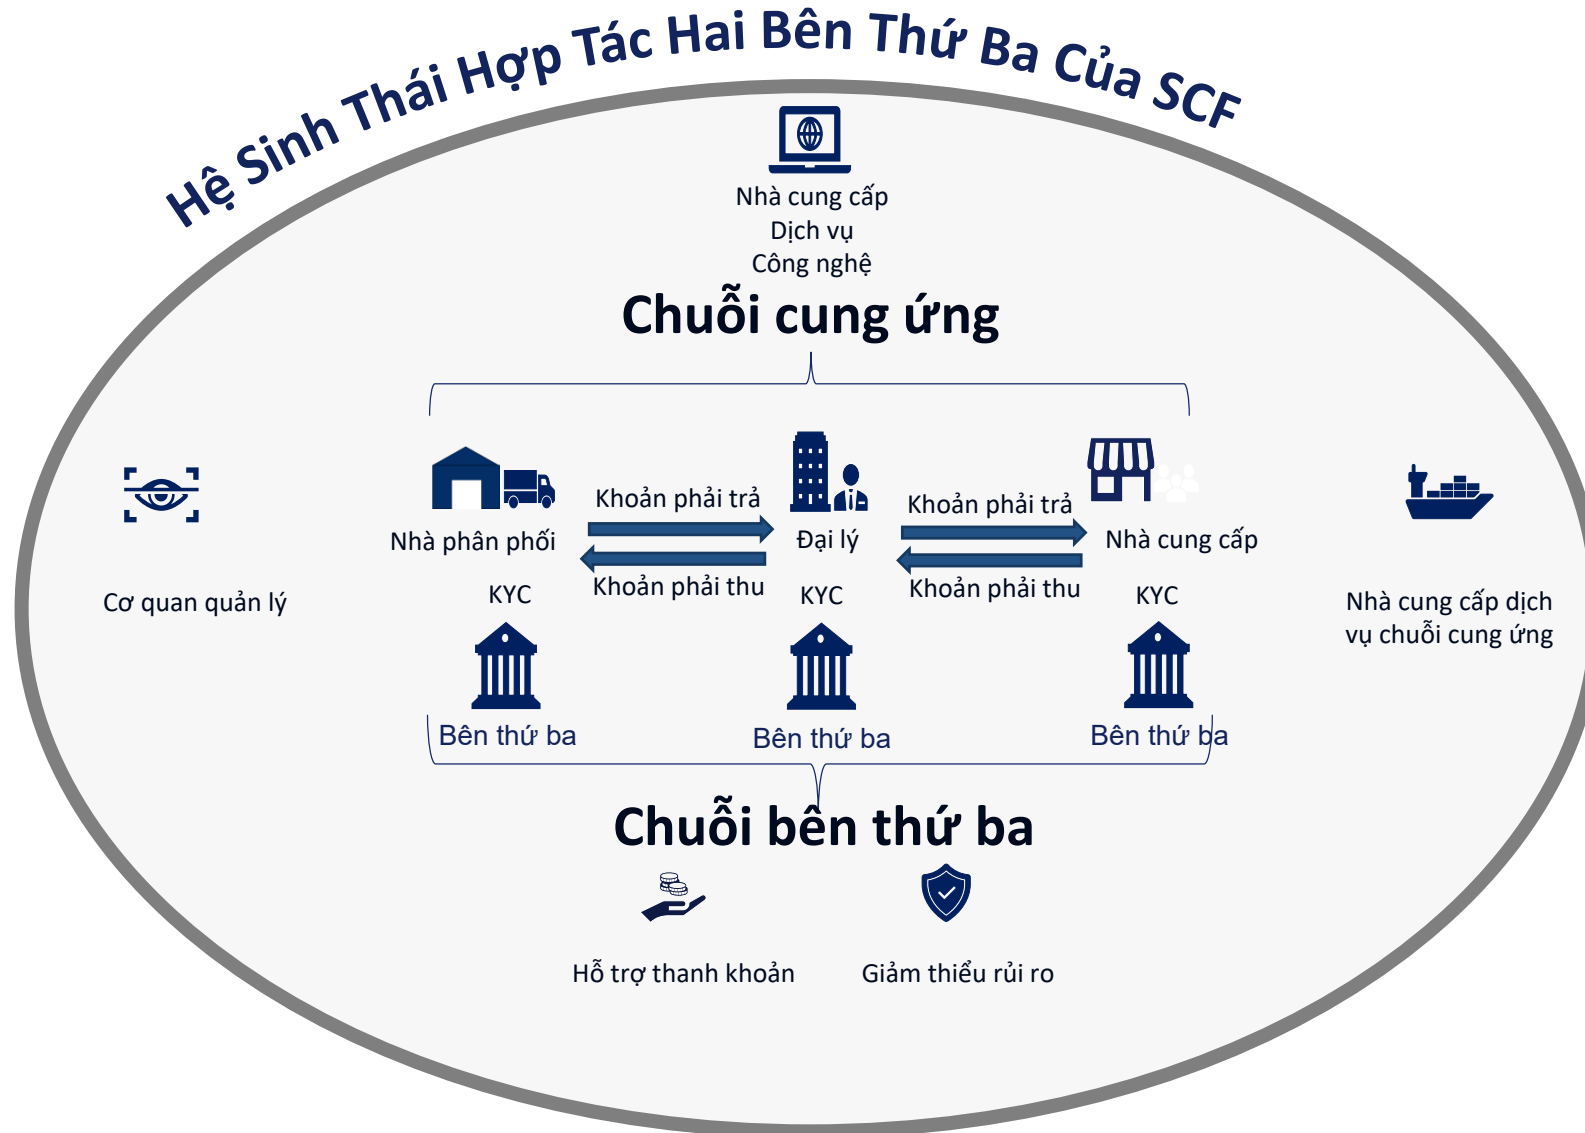 Hệ Sinh Thái Hợp Tác Hai Bên Thứ Ba Của SCF
Nhà cung cấp
Dịch vụ
Công nghệ
Chuỗi cung ứng
Khoản phải trả
Khoản phải trả
Nhà phân phối
Đại lý
Nhà cung cấp
Khoản phải thu
Khoản phải thu
KYC
KYC
KYC
Cơ quan quản lý
Nhà cung cấp dịch
vụ chuỗi cung ứng
Bên thứ ba
Bên thứ ba
Bên thứ ba
Chuỗi bên thứ ba
Hỗ trợ thanh khoản
Giảm thiểu rủi ro